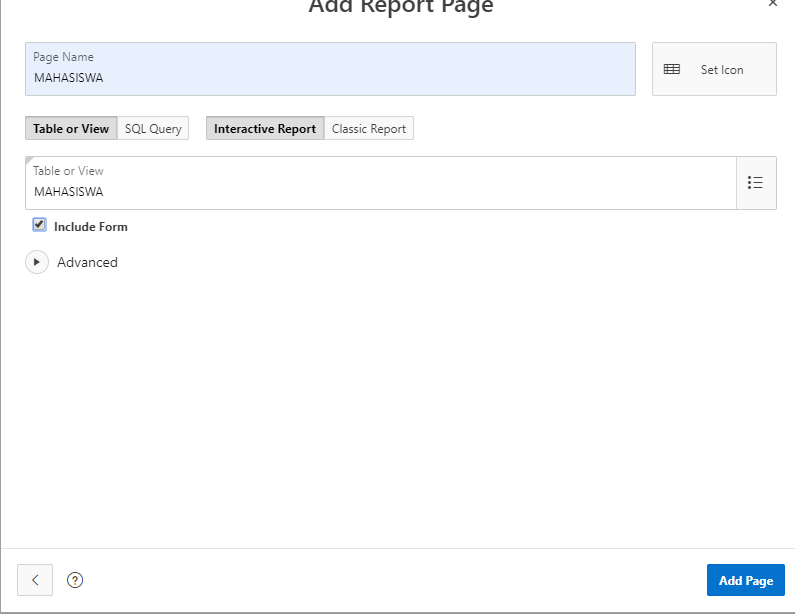 Add Report Page
Page Name
MAHASISWA
Set Icon
Table or View SQL Query Interactive Report Classic Report
Table or View
MAHASISWA
Include Form
Advanced
Add Page